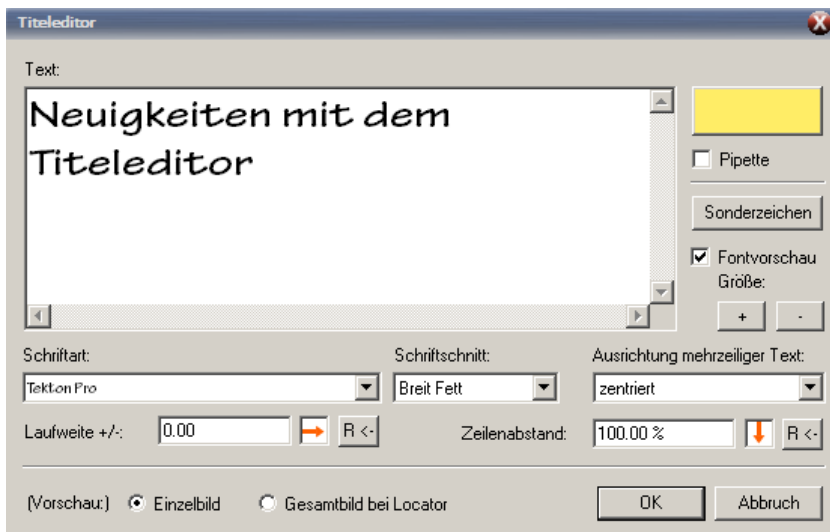 Titeleditor
Text:
Neuigkeiten mit dem
Titeleditor
Pipette
Sonderzeichen
Fontvorschau
Größe:
+ -
Schriftart: Schriftschnitt: Ausrichtung mehrzeiliger Text:
Tekton Pro Breit Fett zentriert
Laufweite +/-: 0.00 R <- Zeilenabstand: 100.00 % R <-
(Vorschau:) Einzelbild Gesamtbild bei Locator OK Abbruch